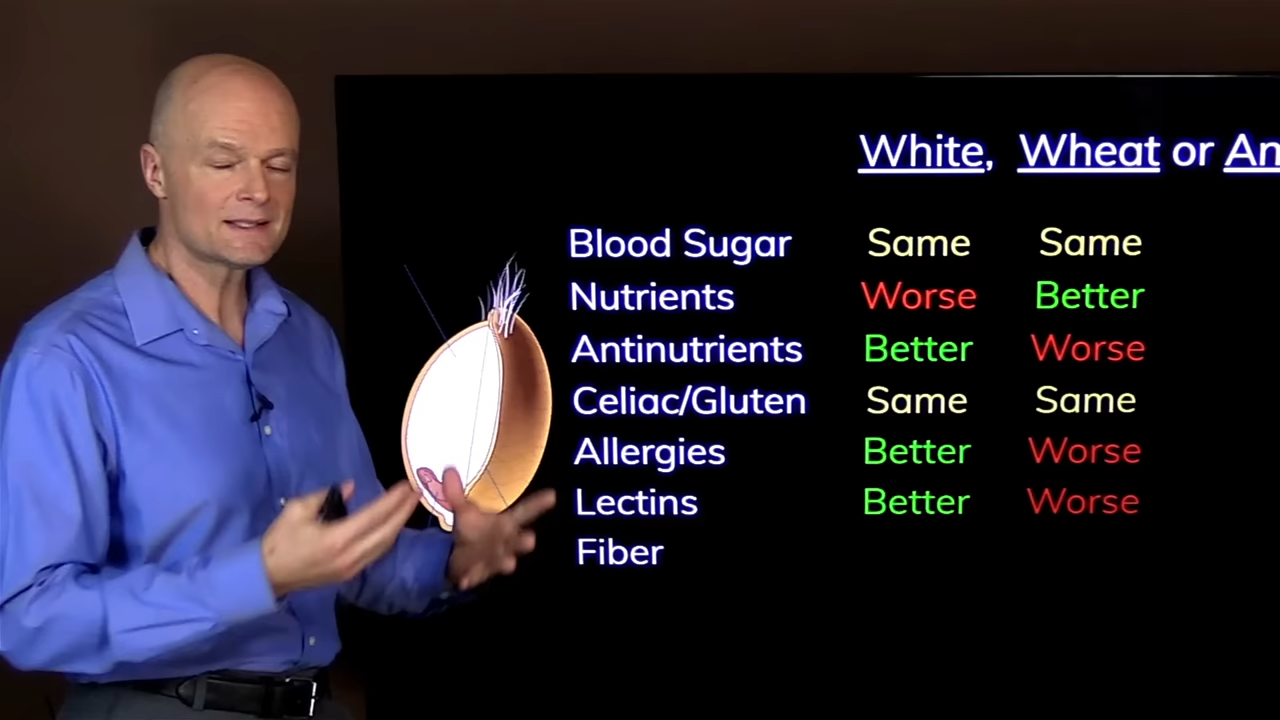 White, Wheat or An
Blood Sugar Same Same
Nutrients Worse Better
Antinutrients Better Worse
Celiac/Gluten Same Same
Allergies Better Worse
Lectins Better Worse
Fiber